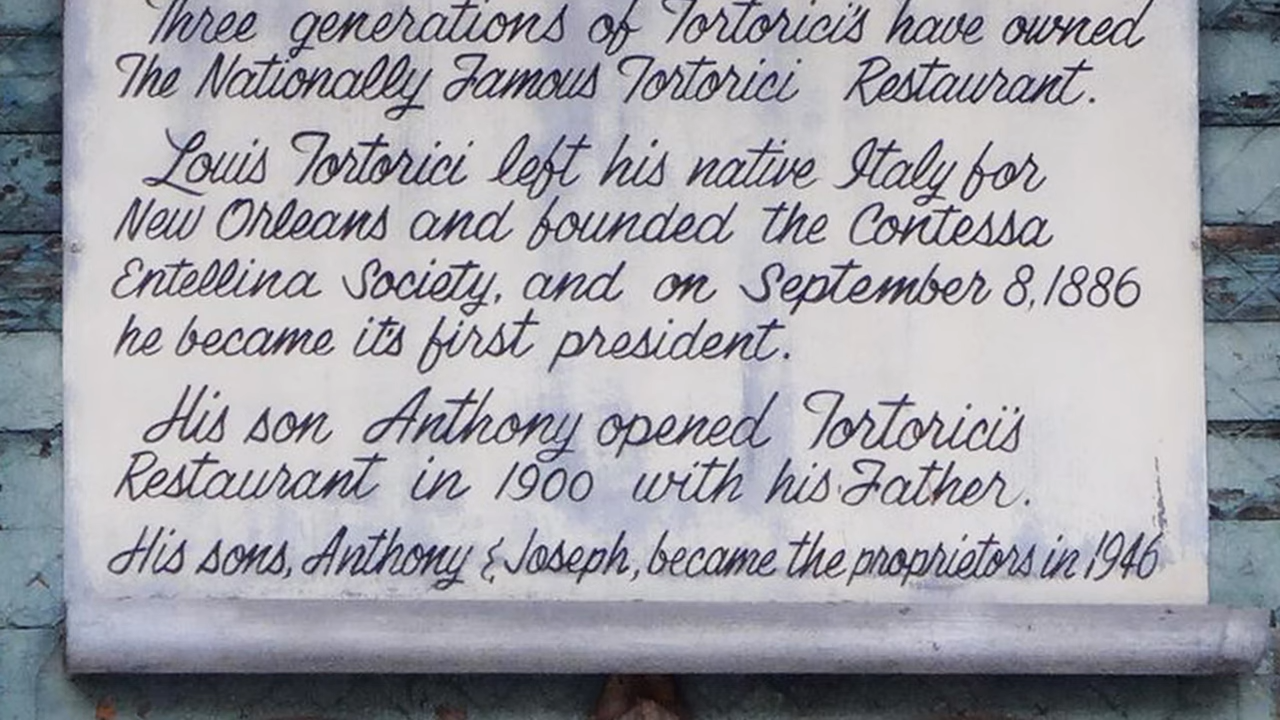 Three generations of Tortorici's have owned
The Nationally Famous Tortorici Restaurant.
Louis Tortorici left his native Italy for
New Orleans and founded the Contessa
Entellina Society, and on September 8, 1886
he became it's first president.
His son Anthony opened Tortorici's
Restaurant in 1900 with his Father.
His sons, Anthony & Joseph, became the proprietors in 1946